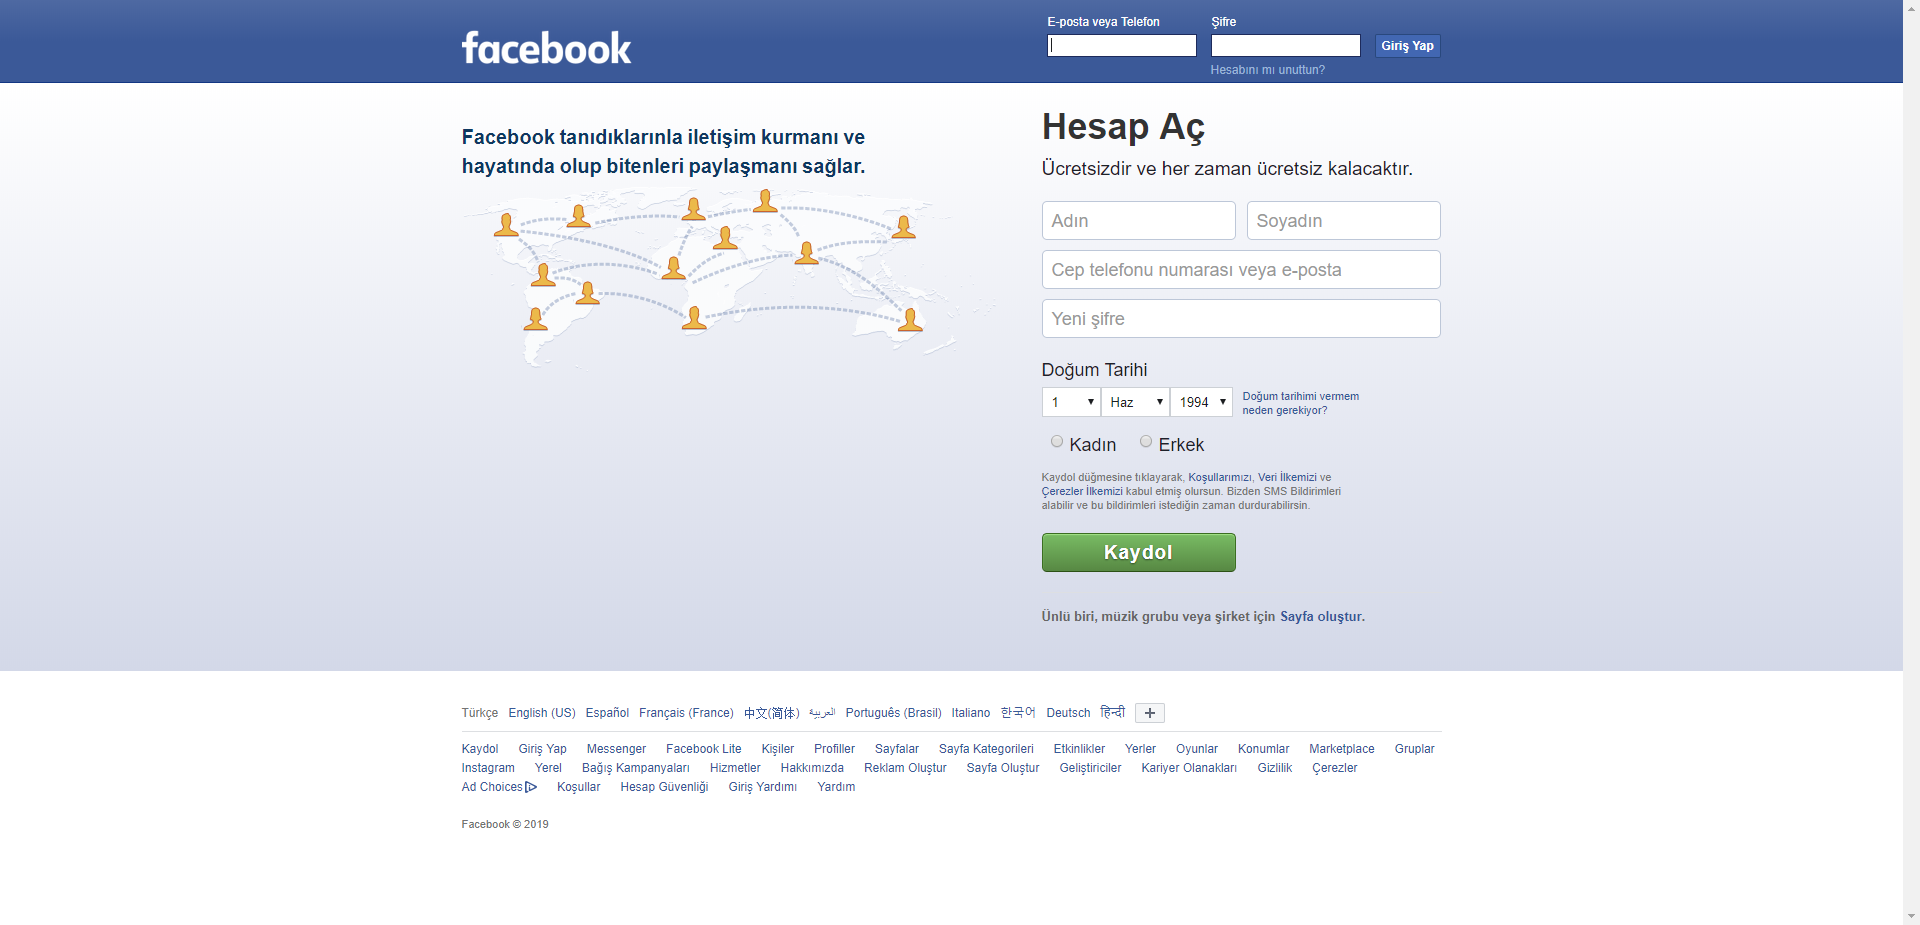 facebook
E-posta veya Telefon
Şifre
Giriş Yap
Hesabını mı unuttun?
Facebook tanıdıklarınla iletişim kurmanı ve
hayatında olup bitenleri paylaşmanı sağlar.
Hesap Aç
Ücretsizdir ve her zaman ücretsiz kalacaktır.
Adın Soyadın
Cep telefonu numarası veya e-posta
Yeni şifre
Doğum Tarihi
1 Haz 1994
Doğum tarihimi vermem
neden gerekiyor?
Kadın Erkek
Kaydol düğmesine tıklayarak, Koşullarımızı, Veri İlkemizi ve
Çerezler İlkemizi kabul etmiş olursun. Bizden SMS Bildirimleri
alabilir ve bu bildirimleri istediğin zaman durdurabilirsin.
Kaydol
Ünlü biri, müzik grubu veya şirket için Sayfa oluştur.
Türkçe English (US) Español Français (France) 中文(简体) العربية Português (Brasil) Italiano 한국어 Deutsch हिन्दी +
Kaydol Giriş Yap Messenger Facebook Lite Kişiler Profiller Sayfalar Sayfa Kategorileri Etkinlikler Yerler Oyunlar Konumlar Marketplace Gruplar
Instagram Yerel Bağış Kampanyaları Hizmetler Hakkımızda Reklam Oluştur Sayfa Oluştur Geliştiriciler Kariyer Olanakları Gizlilik Çerezler
Ad Choices Koşullar Hesap Güvenliği Giriş Yardımı Yardım
Facebook © 2019